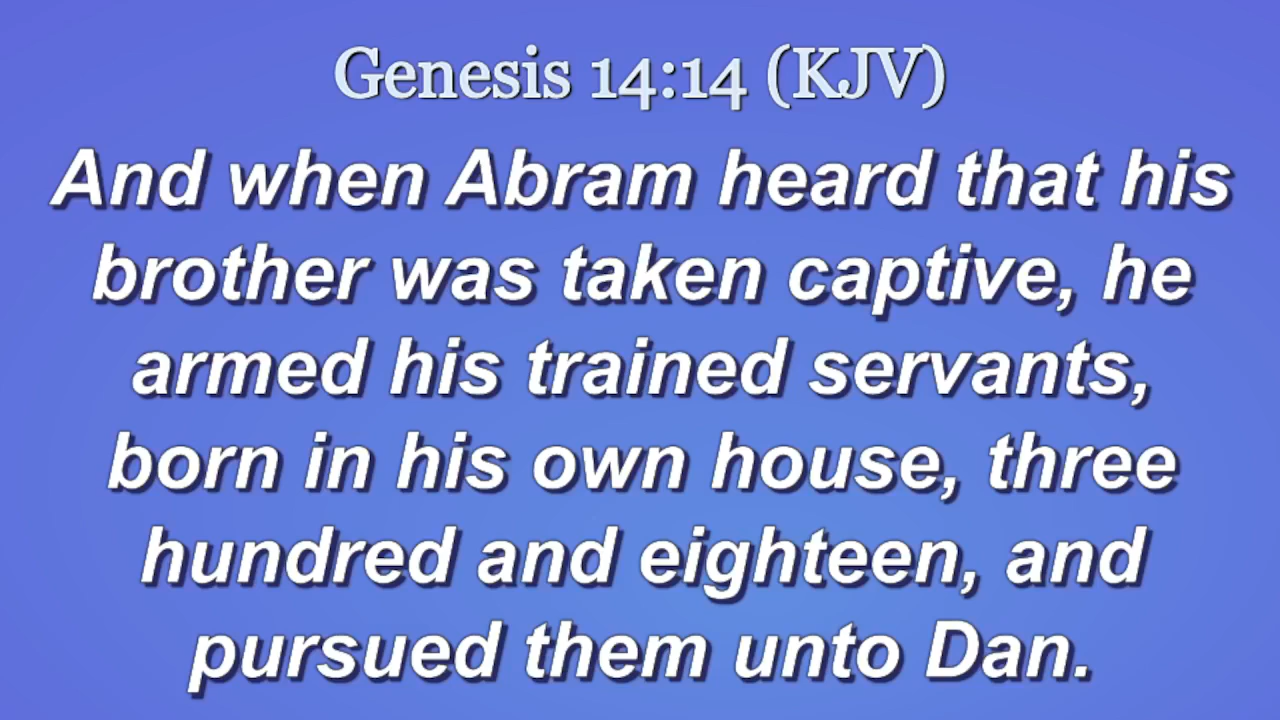 Genesis 14:14 (KJV)
And when Abram heard that his
brother was taken captive, he
armed his trained servants,
born in his own house, three
hundred and eighteen, and
pursued them unto Dan.